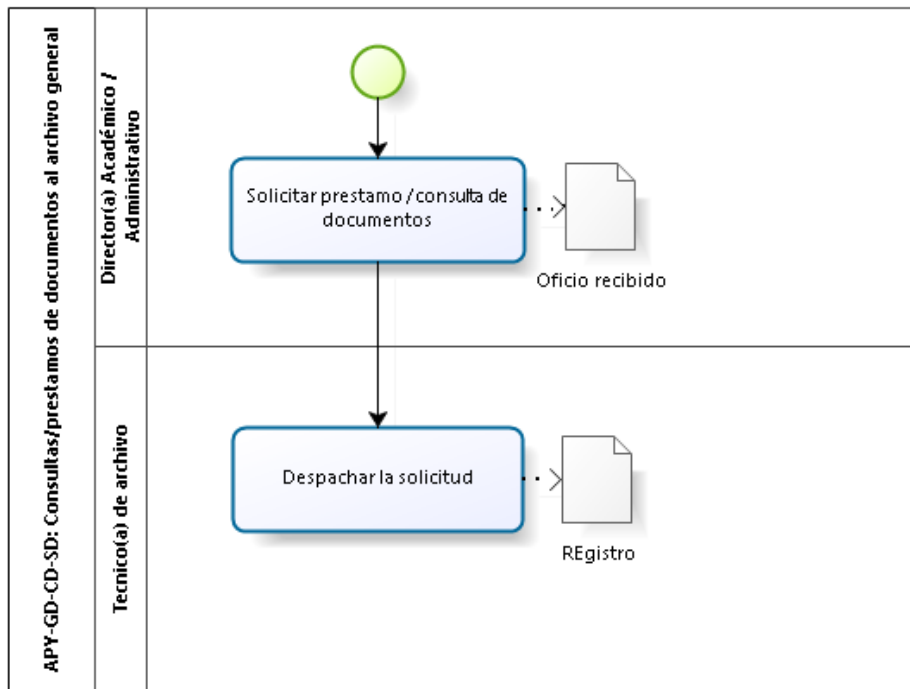 APY-GD-CD-SD: Consultas/prestamos de documentos al archivo general
Director(a) Académico /
Administrativo
Solicitar prestamo / consulta de
documentos
Oficio recibido
Tecnico(a) de archivo
Despachar la solicitud
REgistro